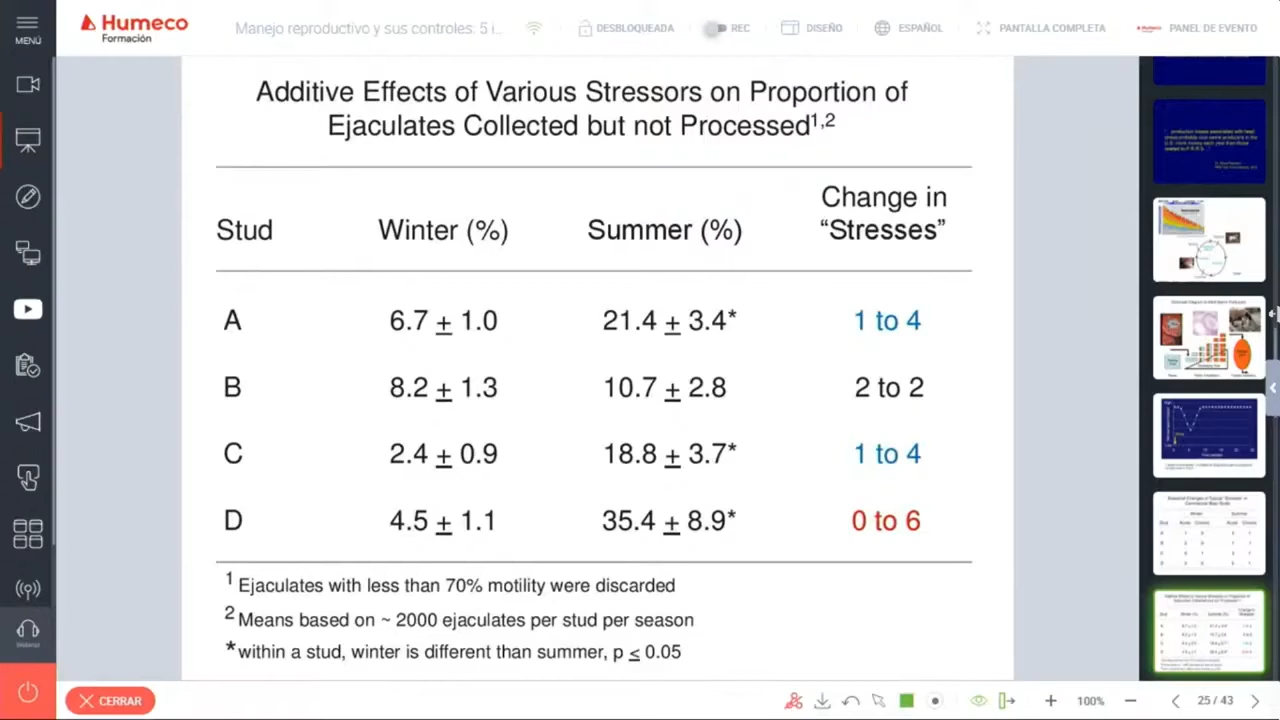 MENÚ
Humeco
Formación
Manejo reproductivo y sus controles: 5 i...
DESBLOQUEADA
REC
DISEÑO
ESPAÑOL
PANTALLA COMPLETA
PANEL DE EVENTO
Additive Effects of Various Stressors on Proportion of
Ejaculates Collected but not Processed1,2
Stud Winter (%) Summer (%) Change in "Stresses"
A 6.7 + 1.0 21.4 + 3.4* 1 to 4
B 8.2 + 1.3 10.7 + 2.8 2 to 2
C 2.4 + 0.9 18.8 + 3.7* 1 to 4
D 4.5 + 1.1 35.4 + 8.9* 0 to 6
1 Ejaculates with less than 70% motility were discarded
2 Means based on ~ 2000 ejaculates per stud per season
*within a stud, winter is differ mmer, p ≤ 0.05
CERRAR
100%
25 / 43